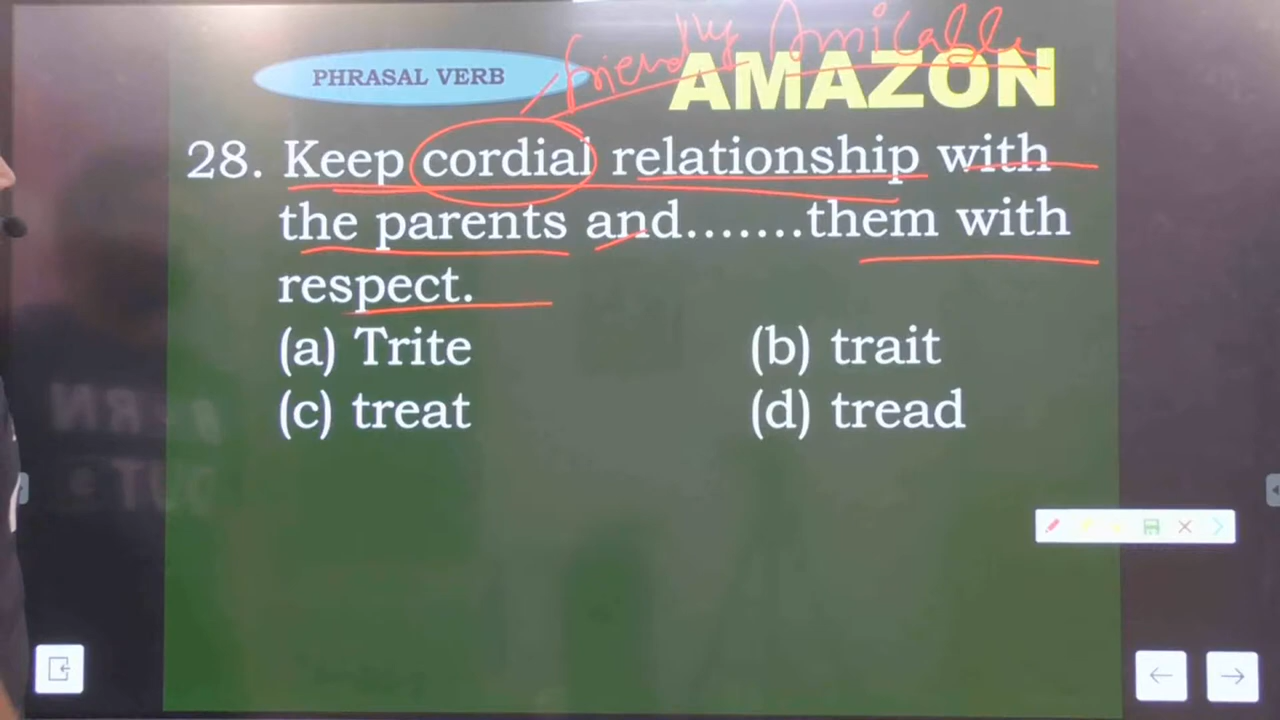 friendly Amicable
PHRASAL VERB
AMAZON
28. Keep cordial relationship with
the parents and.......them with
respect.
(a) Trite
(b) trait
(c) treat
(d) tread